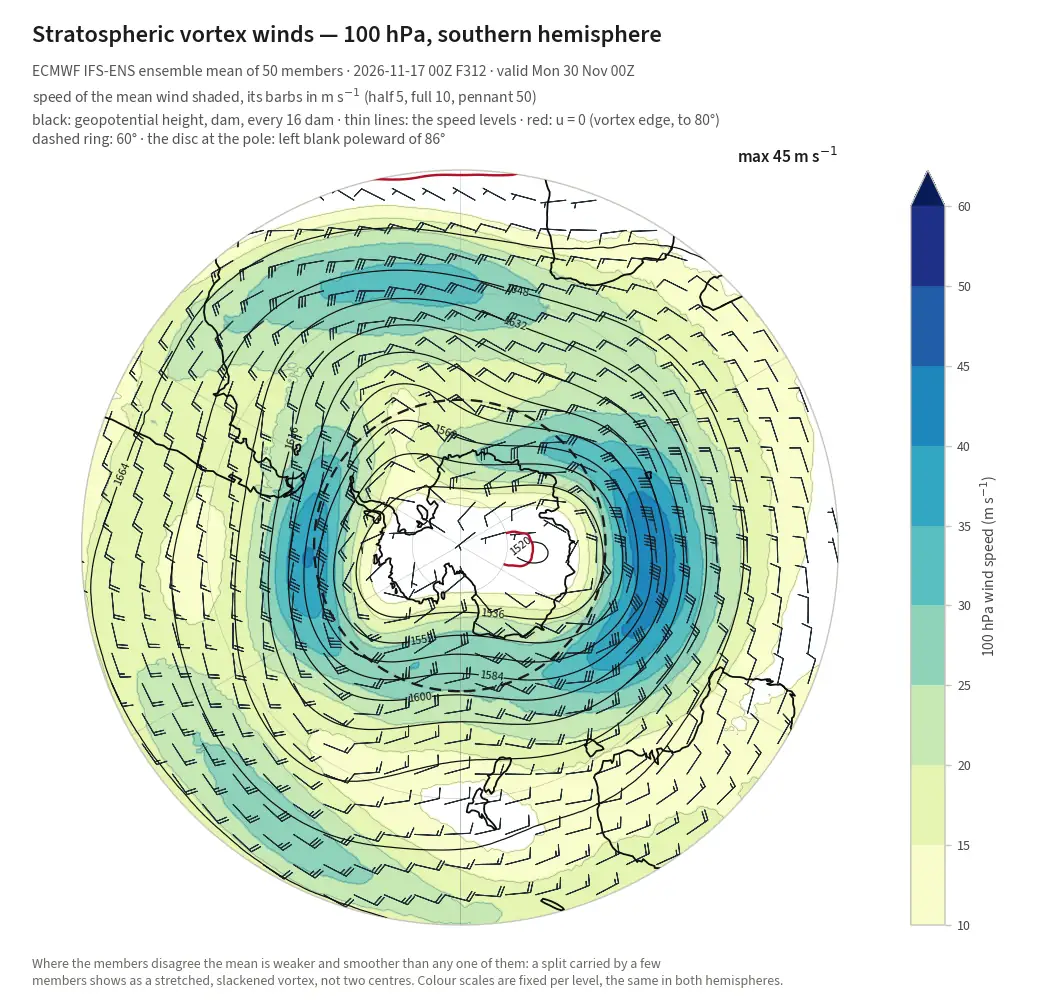 Stratospheric vortex winds — 100 hPa, southern hemisphere
ECMWF IFS-ENS ensemble mean of 50 members · 2026-11-17 00Z F312 · valid Mon 30 Nov 00Z
speed of the mean wind shaded, its barbs in m s⁻¹ (half 5, full 10, pennant 50)
black: geopotential height, dam, every 16 dam · thin lines: the speed levels · red: u = 0 (vortex edge, to 80°)
dashed ring: 60° · the disc at the pole: left blank poleward of 86°
max 45 m s⁻¹
60
50
45
40
35
30
25
20
15
10
100 hPa wind speed (m s⁻¹)
1632
1616
1664
1520
1536
1584
1600
Where the members disagree the mean is weaker and smoother than any one of them: a split carried by a few
members shows as a stretched, slackened vortex, not two centres. Colour scales are fixed per level, the same in both hemispheres.